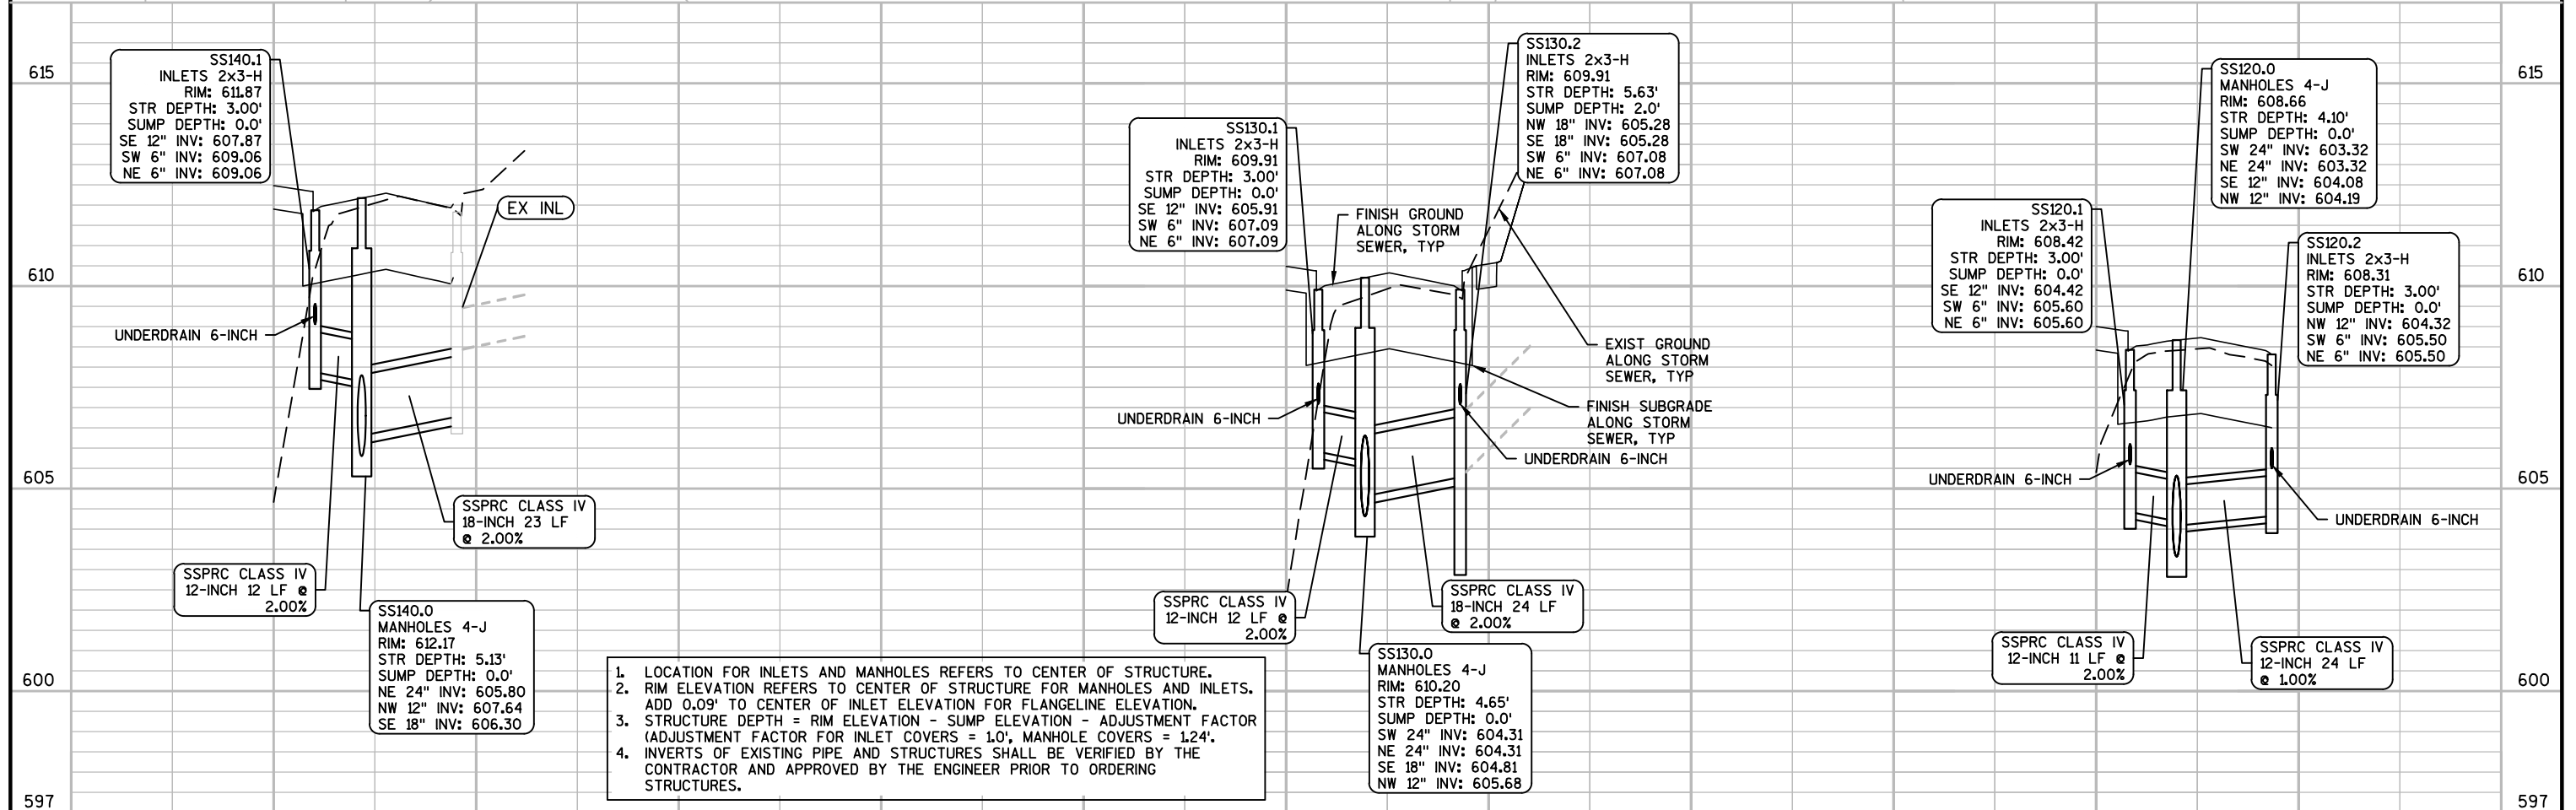 615
610
605
600
597
SS140.1
INLETS 2x3-H
RIM: 611.87
STR DEPTH: 3.00'
SUMP DEPTH: 0.0'
SE 12" INV: 607.87
SW 6" INV: 609.06
NE 6" INV: 609.06
EX INL
UNDERDRAIN 6-INCH
SSPRC CLASS IV
18-INCH 23 LF
@ 2.00%
SSPRC CLASS IV
12-INCH 12 LF @
2.00%
SS140.0
MANHOLES 4-J
RIM: 612.17
STR DEPTH: 5.13'
SUMP DEPTH: 0.0'
NE 24" INV: 605.80
NW 12" INV: 607.64
SE 18" INV: 606.30
1. LOCATION FOR INLETS AND MANHOLES REFERS TO CENTER OF STRUCTURE.
2. RIM ELEVATION REFERS TO CENTER OF STRUCTURE FOR MANHOLES AND INLETS.
ADD 0.09' TO CENTER OF INLET ELEVATION FOR FLANGELINE ELEVATION.
3. STRUCTURE DEPTH = RIM ELEVATION - SUMP ELEVATION - ADJUSTMENT FACTOR
(ADJUSTMENT FACTOR FOR INLET COVERS = 1.0', MANHOLE COVERS = 1.24'.
4. INVERTS OF EXISTING PIPE AND STRUCTURES SHALL BE VERIFIED BY THE
CONTRACTOR AND APPROVED BY THE ENGINEER PRIOR TO ORDERING
STRUCTURES.
SS130.1
INLETS 2x3-H
RIM: 609.91
STR DEPTH: 3.00'
SUMP DEPTH: 0.0'
SE 12" INV: 605.91
SW 6" INV: 607.09
NE 6" INV: 607.09
SS130.2
INLETS 2x3-H
RIM: 609.91
STR DEPTH: 5.63'
SUMP DEPTH: 2.0'
NW 18" INV: 605.28
SE 18" INV: 605.28
SW 6" INV: 607.08
NE 6" INV: 607.08
FINISH GROUND
ALONG STORM
SEWER, TYP
EXIST GROUND
ALONG STORM
SEWER, TYP
FINISH SUBGRADE
ALONG STORM
SEWER, TYP
UNDERDRAIN 6-INCH
UNDERDRAIN 6-INCH
SSPRC CLASS IV
12-INCH 12 LF @
2.00%
SSPRC CLASS IV
18-INCH 24 LF
@ 2.00%
SS130.0
MANHOLES 4-J
RIM: 610.20
STR DEPTH: 4.65'
SUMP DEPTH: 0.0'
SW 24" INV: 604.31
NE 24" INV: 604.31
SE 18" INV: 604.81
NW 12" INV: 605.68
SS120.0
MANHOLES 4-J
RIM: 608.66
STR DEPTH: 4.10'
SUMP DEPTH: 0.0'
SW 24" INV: 603.32
NE 24" INV: 603.32
SE 12" INV: 604.08
NW 12" INV: 604.19
SS120.1
INLETS 2x3-H
RIM: 608.42
STR DEPTH: 3.00'
SUMP DEPTH: 0.0'
SE 12" INV: 604.42
SW 6" INV: 605.60
NE 6" INV: 605.60
SS120.2
INLETS 2x3-H
RIM: 608.31
STR DEPTH: 3.00'
SUMP DEPTH: 0.0'
NW 12" INV: 604.32
SW 6" INV: 605.50
NE 6" INV: 605.50
UNDERDRAIN 6-INCH
UNDERDRAIN 6-INCH
SSPRC CLASS IV
12-INCH 11 LF @
2.00%
SSPRC CLASS IV
12-INCH 24 LF
@ 1.00%
615
610
605
600
597